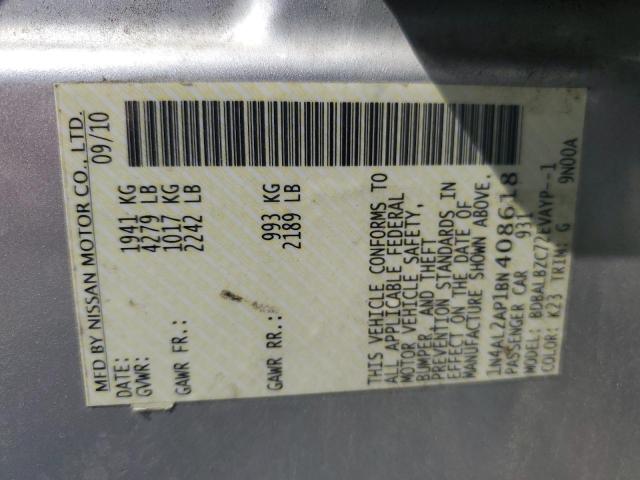 MFD BY NISSAN MOTOR CO., LTD.
DATE: 09/10
GVWR: 1941 KG
4279 LB
GAWR FR.: 1017 KG
2242 LB
GAWR RR.: 993 KG
2189 LB
THIS VEHICLE CONFORMS TO
ALL APPLICABLE FEDERAL
MOTOR VEHICLE SAFETY,
BUMPER, AND THEFT
PREVENTION STANDARDS IN
EFFECT ON THE DATE OF
MANUFACTURE SHOWN ABOVE.
1N4AL2AP1BN408618
PASSENGER CAR 931
MODEL: BDBALBZC72EVAYP--1
COLOR: K23 TRIM: G 9N00A